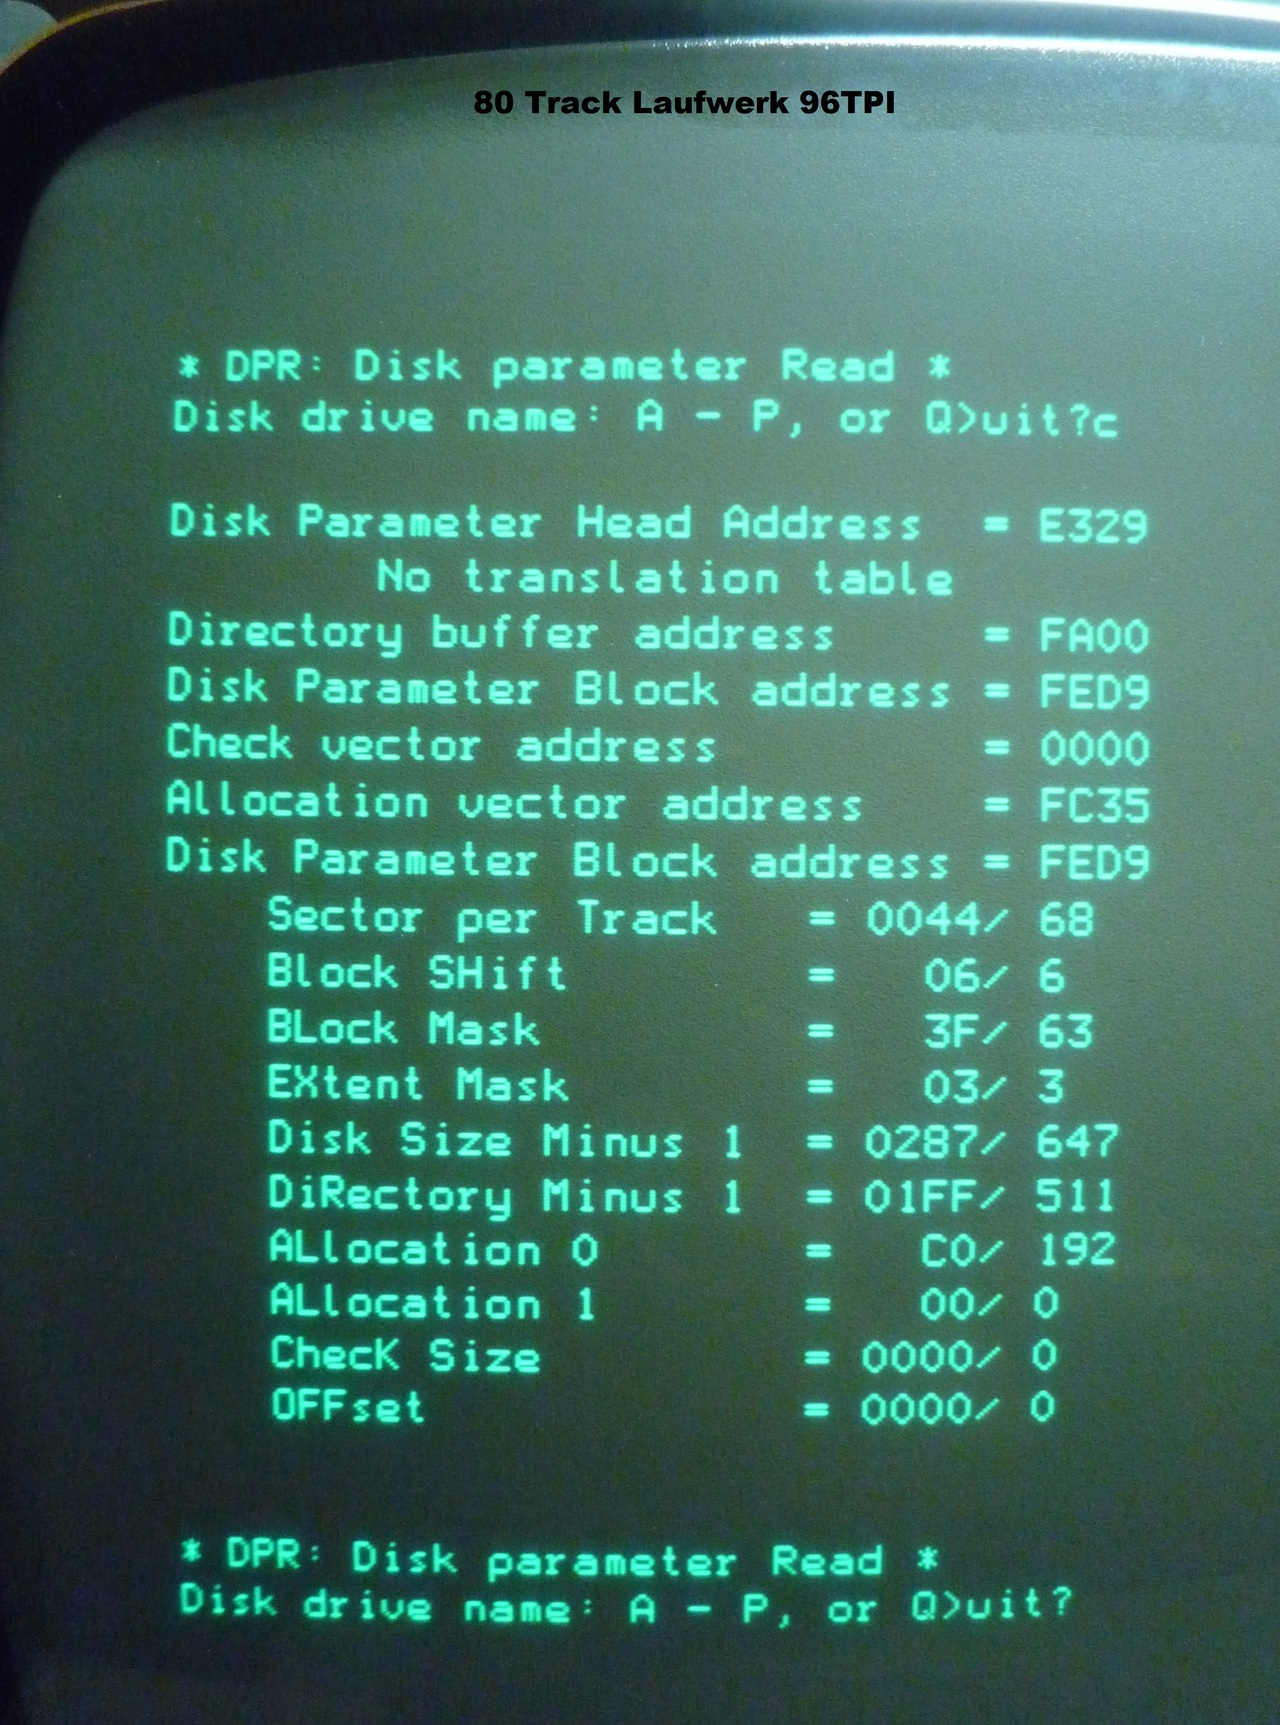 80 Track Laufwerk 96TPI
* DPR: Disk parameter Read *
Disk drive name: A - P, or Q>uit?c
Disk Parameter Head Address = E329
No translation table
Directory buffer address = FA00
Disk Parameter Block address = FED9
Check vector address = 0000
Allocation vector address = FC35
Disk Parameter Block address = FED9
Sector per Track = 0044/ 68
Block SHift = 06/ 6
BLock Mask = 3F/ 63
EXtent Mask = 03/ 3
Disk Size Minus 1 = 0287/ 647
DiRectory Minus 1 = 01FF/ 511
ALlocation 0 = C0/ 192
ALlocation 1 = 00/ 0
ChecK Size = 0000/ 0
OFFset = 0000/ 0
* DPR: Disk parameter Read *
Disk drive name: A - P, or Q>uit?